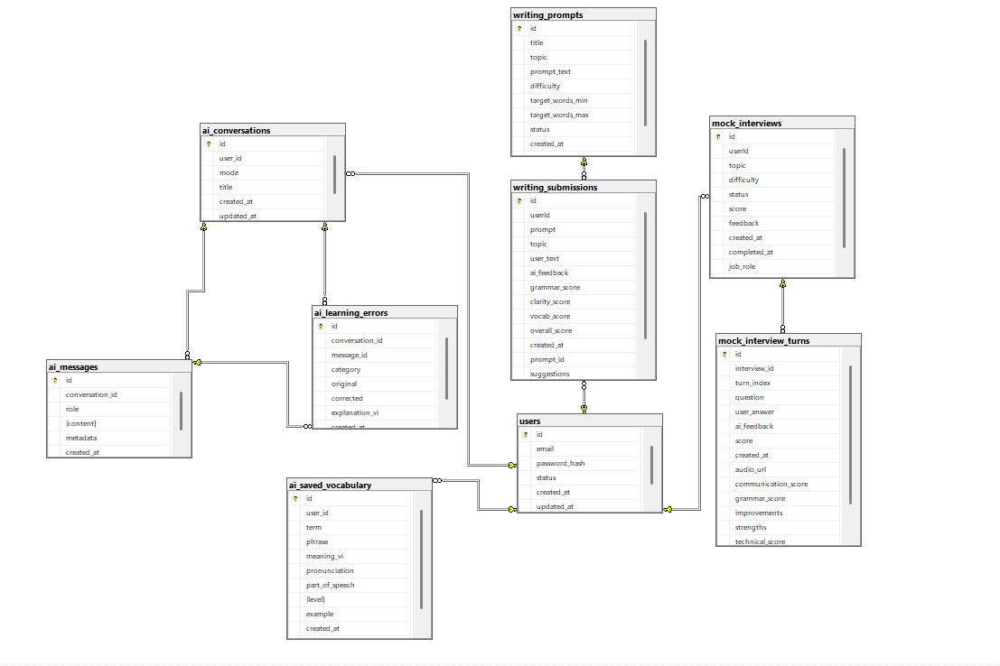 writing_prompts
id
title
topic
prompt_text
difficulty
target_words_min
target_words_max
status
created_at
ai_conversations
id
user_id
mode
title
created_at
updated_at
mock_interviews
id
userId
topic
difficulty
status
score
feedback
created_at
completed_at
job_role
writing_submissions
id
userId
prompt
topic
user_text
ai_feedback
grammar_score
clarity_score
vocab_score
overall_score
created_at
prompt_id
suggestions
ai_learning_errors
id
conversation_id
message_id
category
original
corrected
explanation_vi
created_at
mock_interview_turns
id
interview_id
turn_index
question
user_answer
ai_feedback
score
created_at
audio_url
communication_score
grammar_score
improvements
strengths
technical_score
ai_messages
id
conversation_id
role
[content]
metadata
created_at
users
id
email
password_hash
status
created_at
updated_at
ai_saved_vocabulary
id
user_id
term
phrase
meaning_vi
pronunciation
part_of_speech
[level]
example
created_at